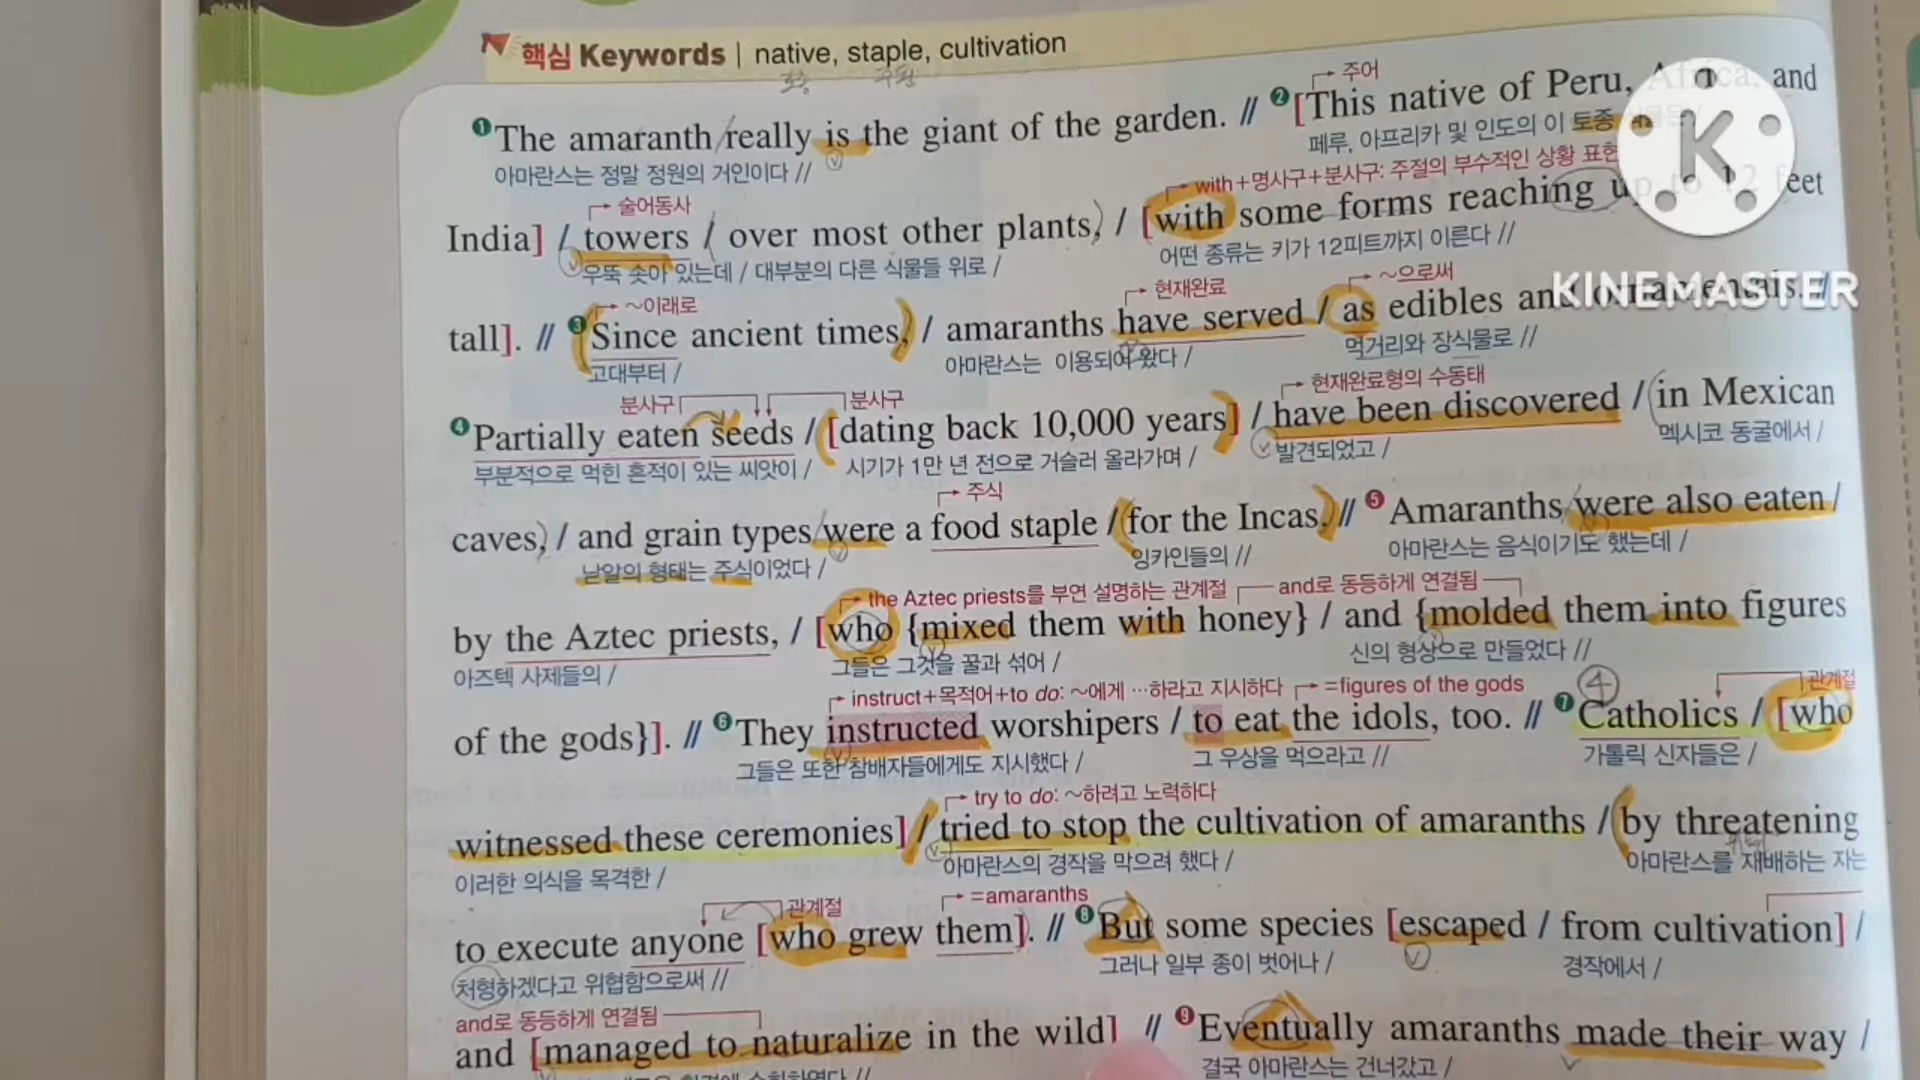 핵심 Keywords | native, staple, cultivation
토종 주된
주어
❶The amaranth / really is the giant of the garden. // ❷[This native of Peru, Africa, and
아마란스는 정말 정원의 거인이다 //
페루, 아프리카 및 인도의 이 토종
with+명사구+분사구: 주절의 부수적인 상황 표현
술어동사
India] / towers / over most other plants, / [with some forms reaching up to 12 feet
우뚝 솟아 있는데 / 대부분의 다른 식물들 위로 /
어떤 종류는 키가 12피트까지 이른다 //
KINEMASTER
~이래로
현재완료
~으로써
tall]. // ❸Since ancient times, / amaranths have served / as edibles and ornamentals. //
고대부터 /
아마란스는 이용되어 왔다 /
먹거리와 장식물로 //
분사구
분사구
현재완료형의 수동태
❹Partially eaten seeds / [dating back 10,000 years] / have been discovered / in Mexican
부분적으로 먹힌 흔적이 있는 씨앗이 /
시기가 1만 년 전으로 거슬러 올라가며 /
발견되었고 /
멕시코 동굴에서 /
주식
caves, / and grain types were a food staple / for the Incas. // ❺Amaranths were also eaten /
낟알의 형태는 주식이었다 /
잉카인들의 //
아마란스는 음식이기도 했는데 /
the Aztec priests를 부연 설명하는 관계절
and로 동등하게 연결됨
by the Aztec priests, / [who {mixed them with honey} / and {molded them into figures
아즈텍 사제들의 /
그들은 그것을 꿀과 섞어 /
신의 형상으로 만들었다 //
instruct+목적어+to do: ~에게 …하라고 지시하다
=figures of the gods
④
관계절
of the gods}]. // ❻They instructed worshipers / to eat the idols, too. // ❼Catholics / [who
그들은 또한 참배자들에게도 지시했다 /
그 우상을 먹으라고 //
가톨릭 신자들은 /
try to do: ~하려고 노력하다
witnessed these ceremonies] / tried to stop the cultivation of amaranths / by threatening
이러한 의식을 목격한 /
아마란스의 경작을 막으려 했다 /
아마란스를 재배하는 자는
관계절
=amaranths
to execute anyone [who grew them]. // ❽But some species [escaped / from cultivation] /
처형하겠다고 위협함으로써 //
그러나 일부 종이 벗어나 /
경작에서 /
and로 동등하게 연결됨
and [managed to naturalize in the wild] // ❾Eventually amaranths made their way /
결국 아마란스는 건너갔고 /